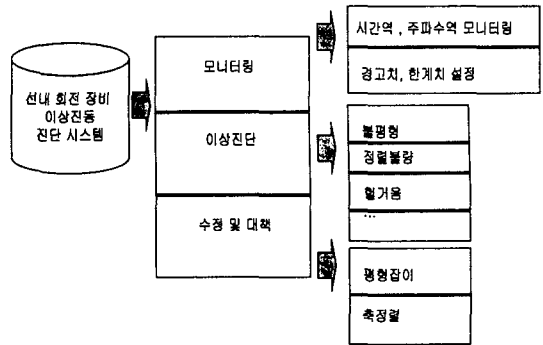 선내 회전 장비
이상진동
진단 시스템
모니터링
이상진단
수정 및 대책
시간역 , 주파수역 모니터링
경고치, 한계치 설정
불평형
정렬불량
헐거움
...
평형잡이
축정렬